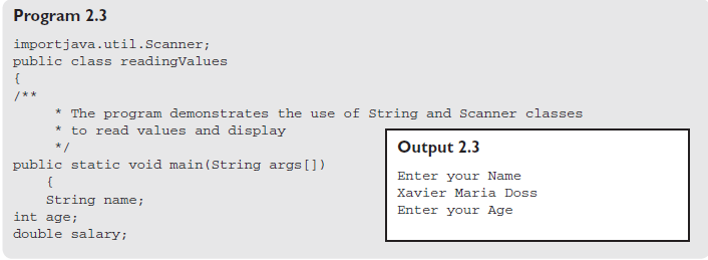 Program 2.3
importjava.util.Scanner;
public class readingValues
{
/**
* The program demonstrates the use of String and Scanner classes
* to read values and display
*/
public static void main(String args[])
{
String name;
int age;
double salary;
Output 2.3
Enter your Name
Xavier Maria Doss
Enter your Age